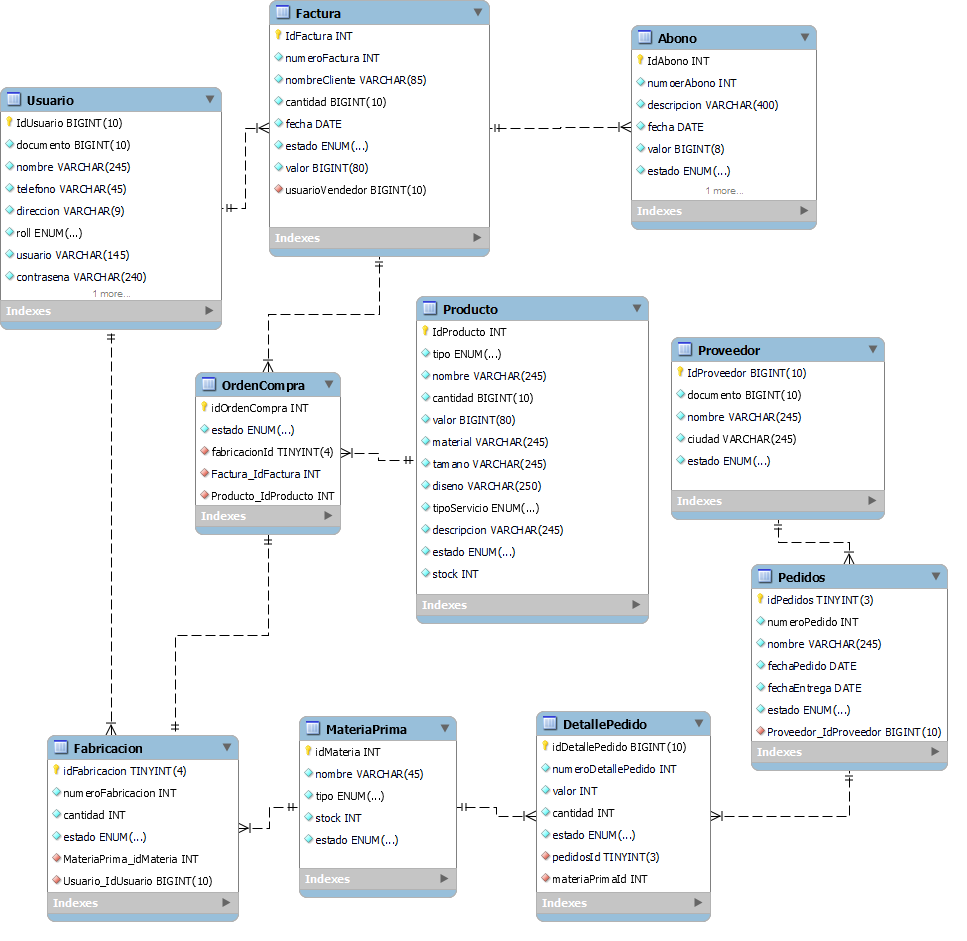 Factura
IdFactura INT
numeroFactura INT
nombreCliente VARCHAR(85)
cantidad BIGINT(10)
fecha DATE
estado ENUM(...)
valor BIGINT(80)
usuarioVendedor BIGINT(10)
Indexes
Abono
IdAbono INT
numoerAbono INT
descripcion VARCHAR(400)
fecha DATE
valor BIGINT(8)
estado ENUM(...)
1 more...
Indexes
Usuario
IdUsuario BIGINT(10)
documento BIGINT(10)
nombre VARCHAR(245)
telefono VARCHAR(45)
direccion VARCHAR(9)
roll ENUM(...)
usuario VARCHAR(145)
contrasena VARCHAR(240)
1 more...
Indexes
Producto
IdProducto INT
tipo ENUM(...)
nombre VARCHAR(245)
cantidad BIGINT(10)
valor BIGINT(80)
material VARCHAR(245)
tamano VARCHAR(245)
diseno VARCHAR(250)
tipoServicio ENUM(...)
descripcion VARCHAR(245)
estado ENUM(...)
stock INT
Indexes
Proveedor
IdProveedor BIGINT(10)
documento BIGINT(10)
nombre VARCHAR(245)
ciudad VARCHAR(245)
estado ENUM(...)
Indexes
OrdenCompra
idOrdenCompra INT
estado ENUM(...)
fabricacionId TINYINT(4)
Factura_IdFactura INT
Producto_IdProducto INT
Indexes
Pedidos
idPedidos TINYINT(3)
numeroPedido INT
nombre VARCHAR(245)
fechaPedido DATE
fechaEntrega DATE
estado ENUM(...)
Proveedor_IdProveedor BIGINT(10)
Indexes
Fabricacion
idFabricacion TINYINT(4)
numeroFabricacion INT
cantidad INT
estado ENUM(...)
MateriaPrima_idMateria INT
Usuario_IdUsuario BIGINT(10)
Indexes
MateriaPrima
idMateria INT
nombre VARCHAR(45)
tipo ENUM(...)
stock INT
estado ENUM(...)
Indexes
DetallePedido
idDetallePedido BIGINT(10)
numeroDetallePedido INT
valor INT
cantidad INT
estado ENUM(...)
pedidosId TINYINT(3)
materiaPrimaId INT
Indexes